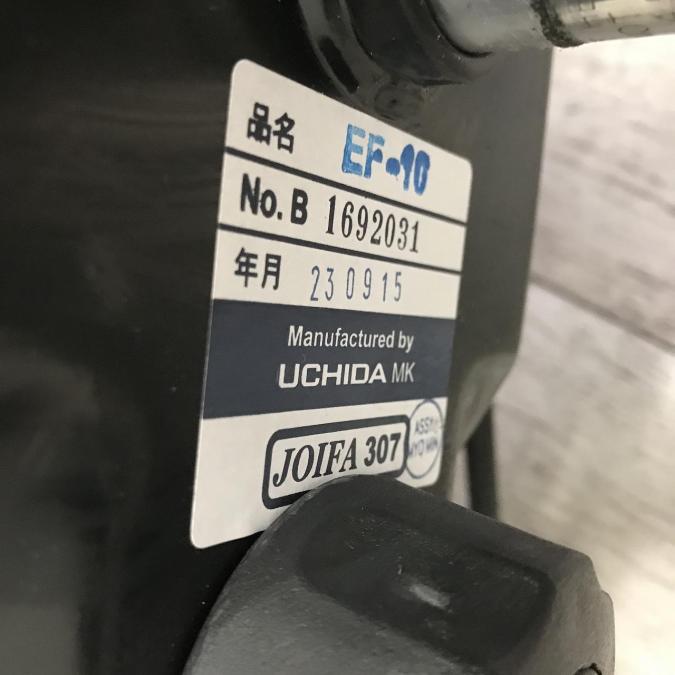 品名 EF-10
No. B 1692031
年月 230915
Manufactured by
UCHIDA MK
JOIFA 307